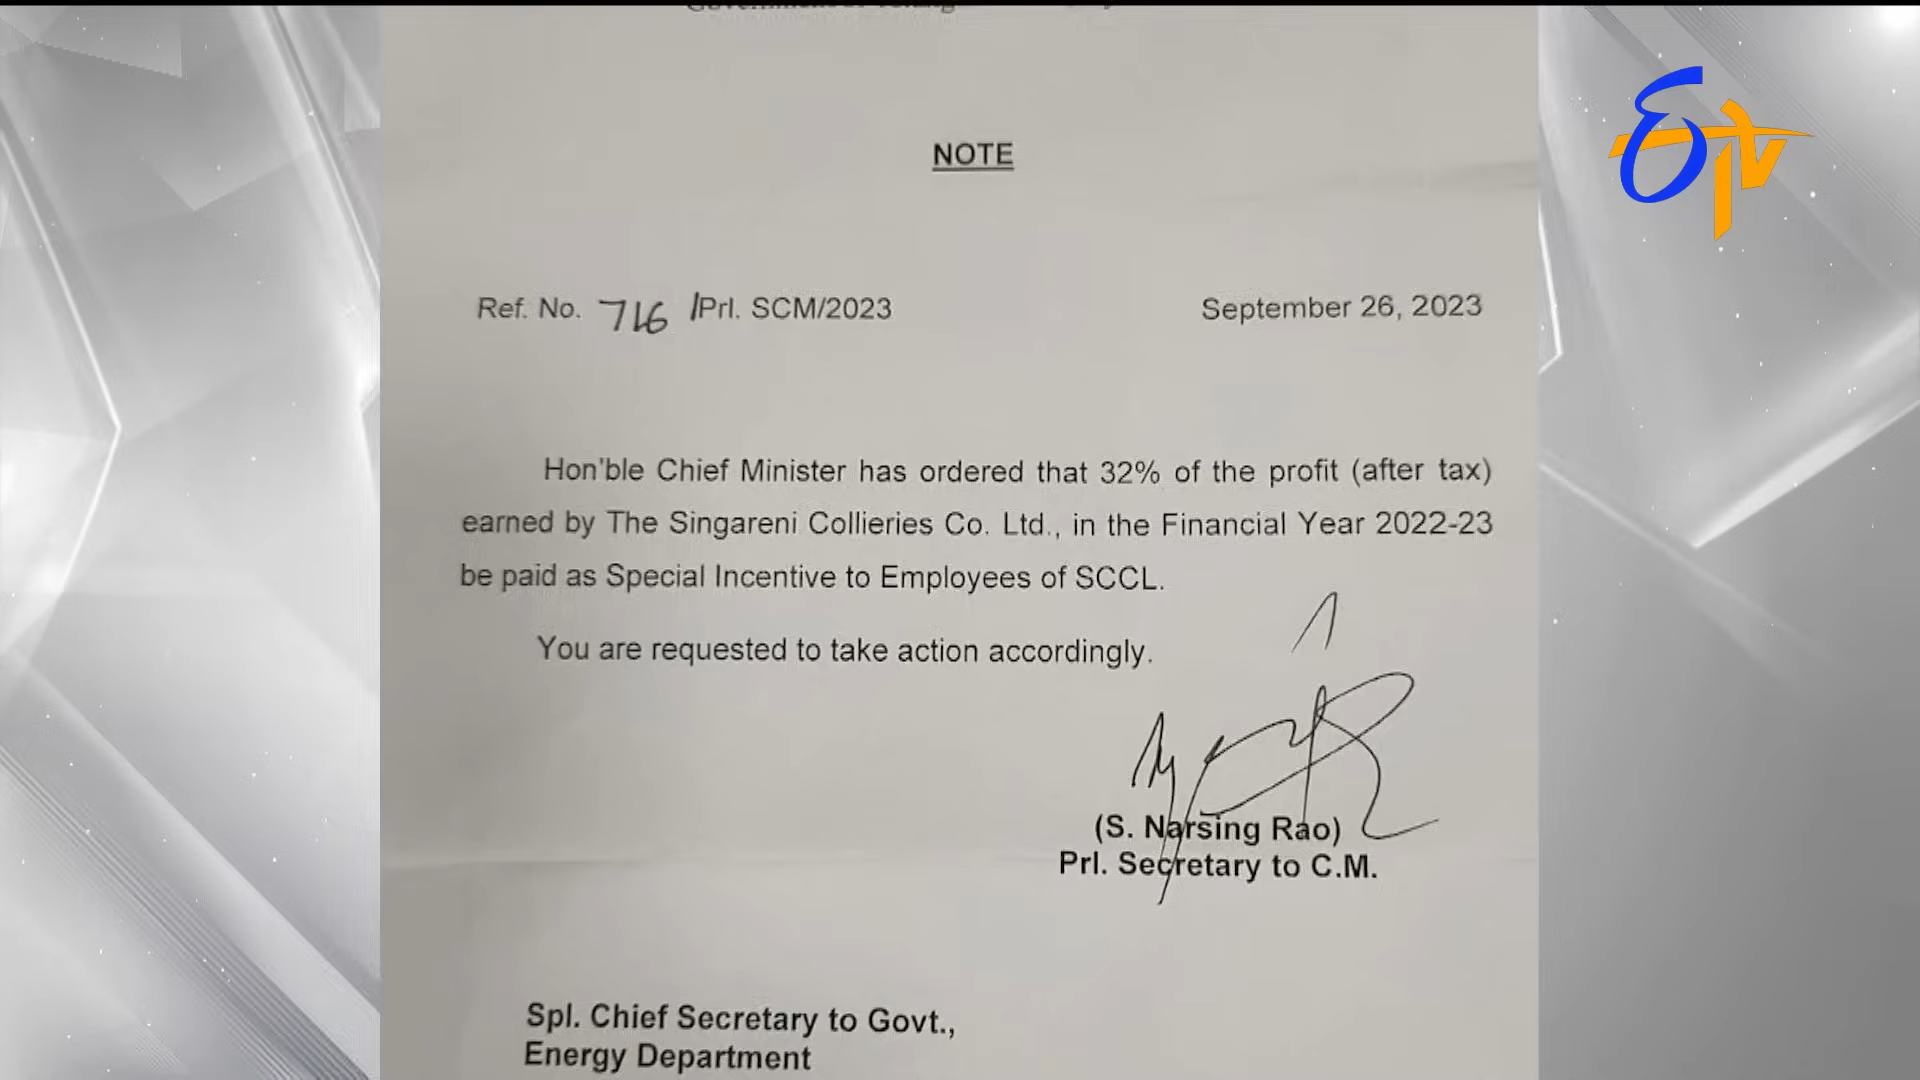 NOTE
Ref. No. 716 /Prl. SCM/2023
September 26, 2023
Hon'ble Chief Minister has ordered that 32% of the profit (after tax)
earned by The Singareni Collieries Co. Ltd., in the Financial Year 2022-23
be paid as Special Incentive to Employees of SCCL.
You are requested to take action accordingly.
(S. Narsing Rao)
Prl. Secretary to C.M.
Spl. Chief Secretary to Govt.,
Energy Department
ETV